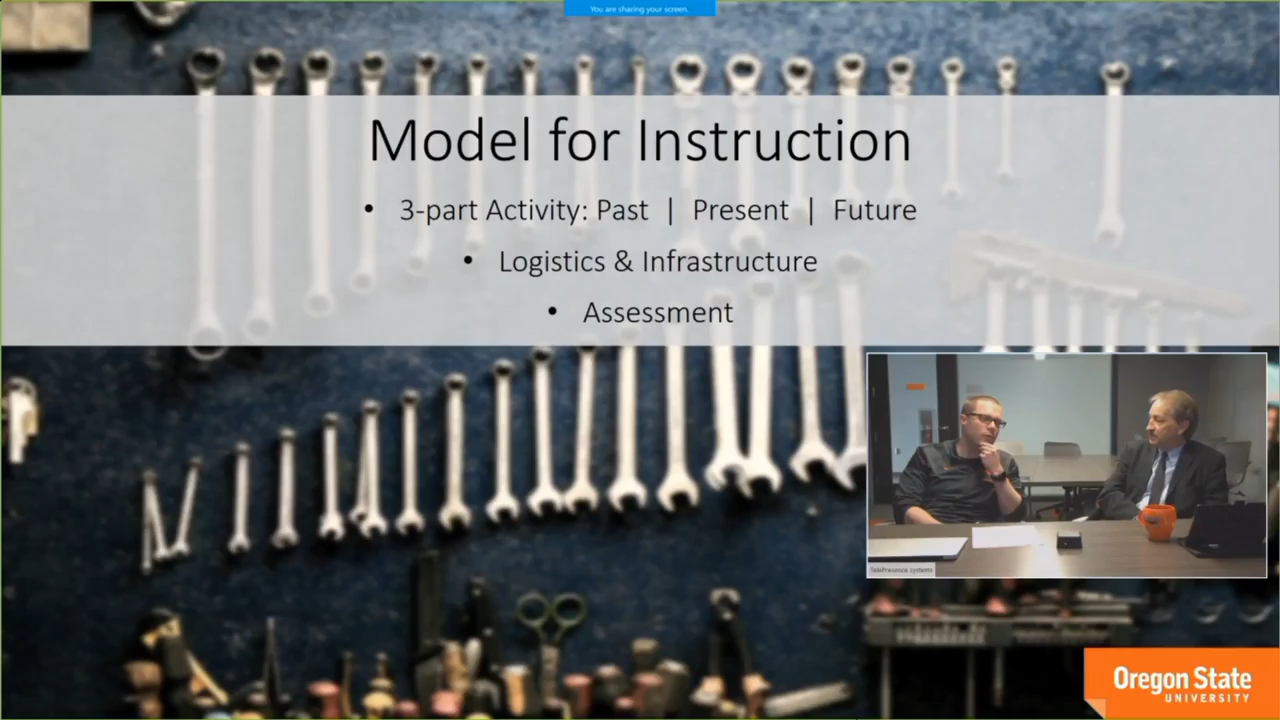 You are sharing your screen.
Model for Instruction
• 3-part Activity: Past | Present | Future
• Logistics & Infrastructure
• Assessment
TelePresence systems
Oregon State
UNIVERSITY